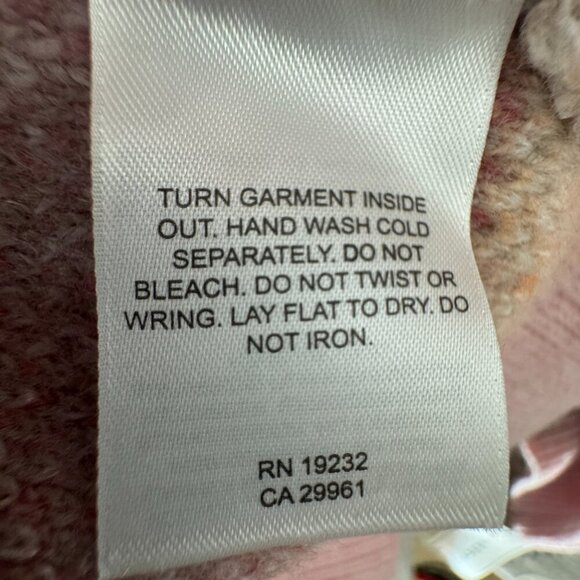 TURN GARMENT INSIDE
OUT. HAND WASH COLD
SEPARATELY. DO NOT
BLEACH. DO NOT TWIST OR
WRING. LAY FLAT TO DRY. DO
NOT IRON.
RN 19232
CA 29961